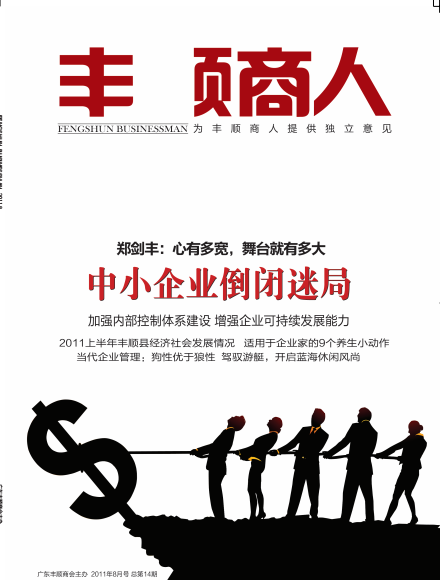 丰 顺商人
FENGSHUN BUSINESSMAN 为丰顺商人提供独立意见
郑剑丰：心有多宽，舞台就有多大
中小企业倒闭迷局
加强内部控制体系建设 增强企业可持续发展能力
2011上半年丰顺县经济社会发展情况 适用于企业家的9个养生小动作
当代企业管理：狗性优于狼性 驾驭游艇，开启蓝海休闲风尚
广东丰顺商会主办 2011年8月号 总第14期